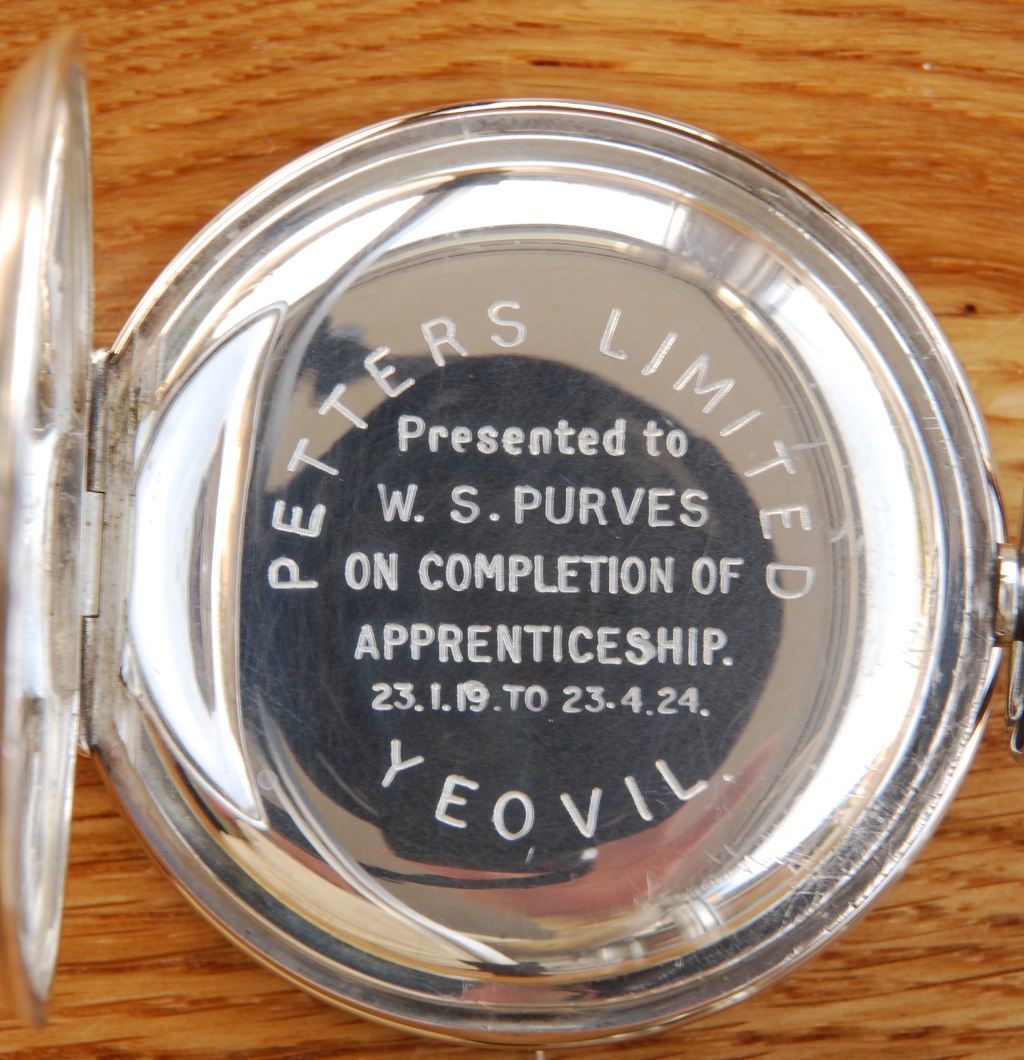 PETTERS LIMITED
Presented to
W. S. PURVES
ON COMPLETION OF
APPRENTICESHIP.
23.1.19. TO 23.4.24.
YEOVIL.